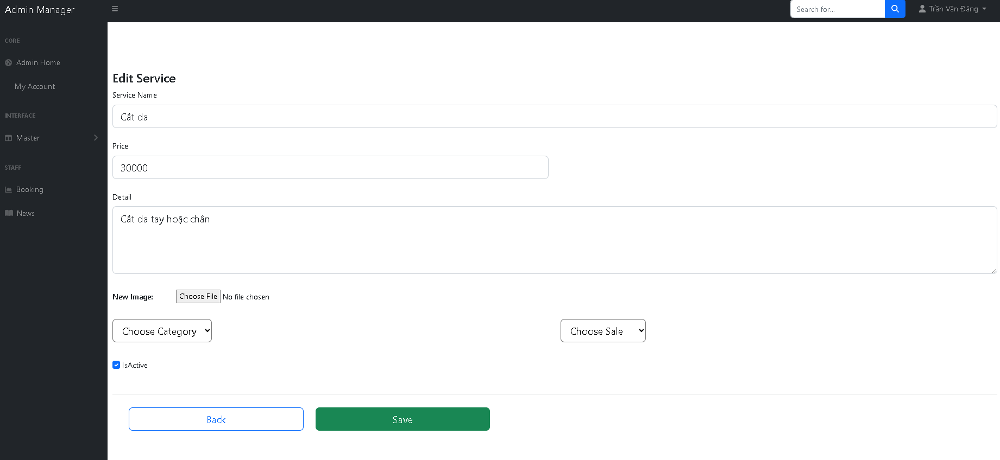 Admin Manager
Search for...
Trần Văn Đăng
CORE
Admin Home
My Account
INTERFACE
Master
STAFF
Booking
News
Edit Service
Service Name
Cắt da
Price
30000
Detail
Cắt da tay hoặc chân
New Image: Choose File No file chosen
Choose Category Choose Sale
IsActive
Back Save